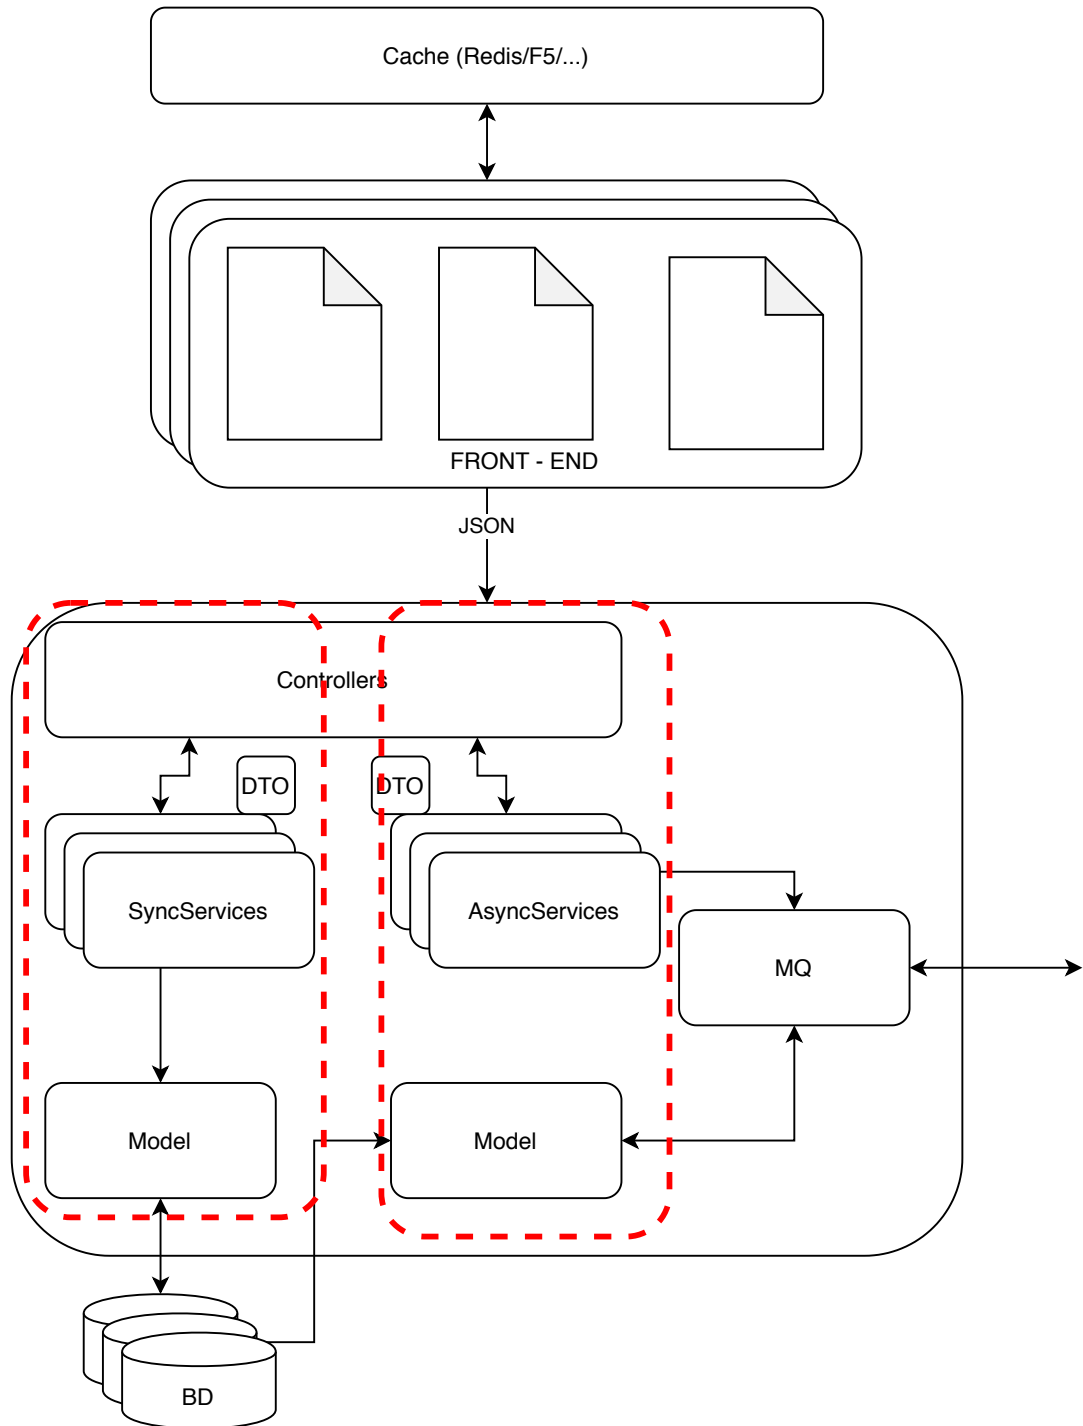 Cache (Redis/F5/...)
FRONT - END
JSON
Controllers
DTO
DTO
SyncServices
AsyncServices
MQ
Model
Model
BD